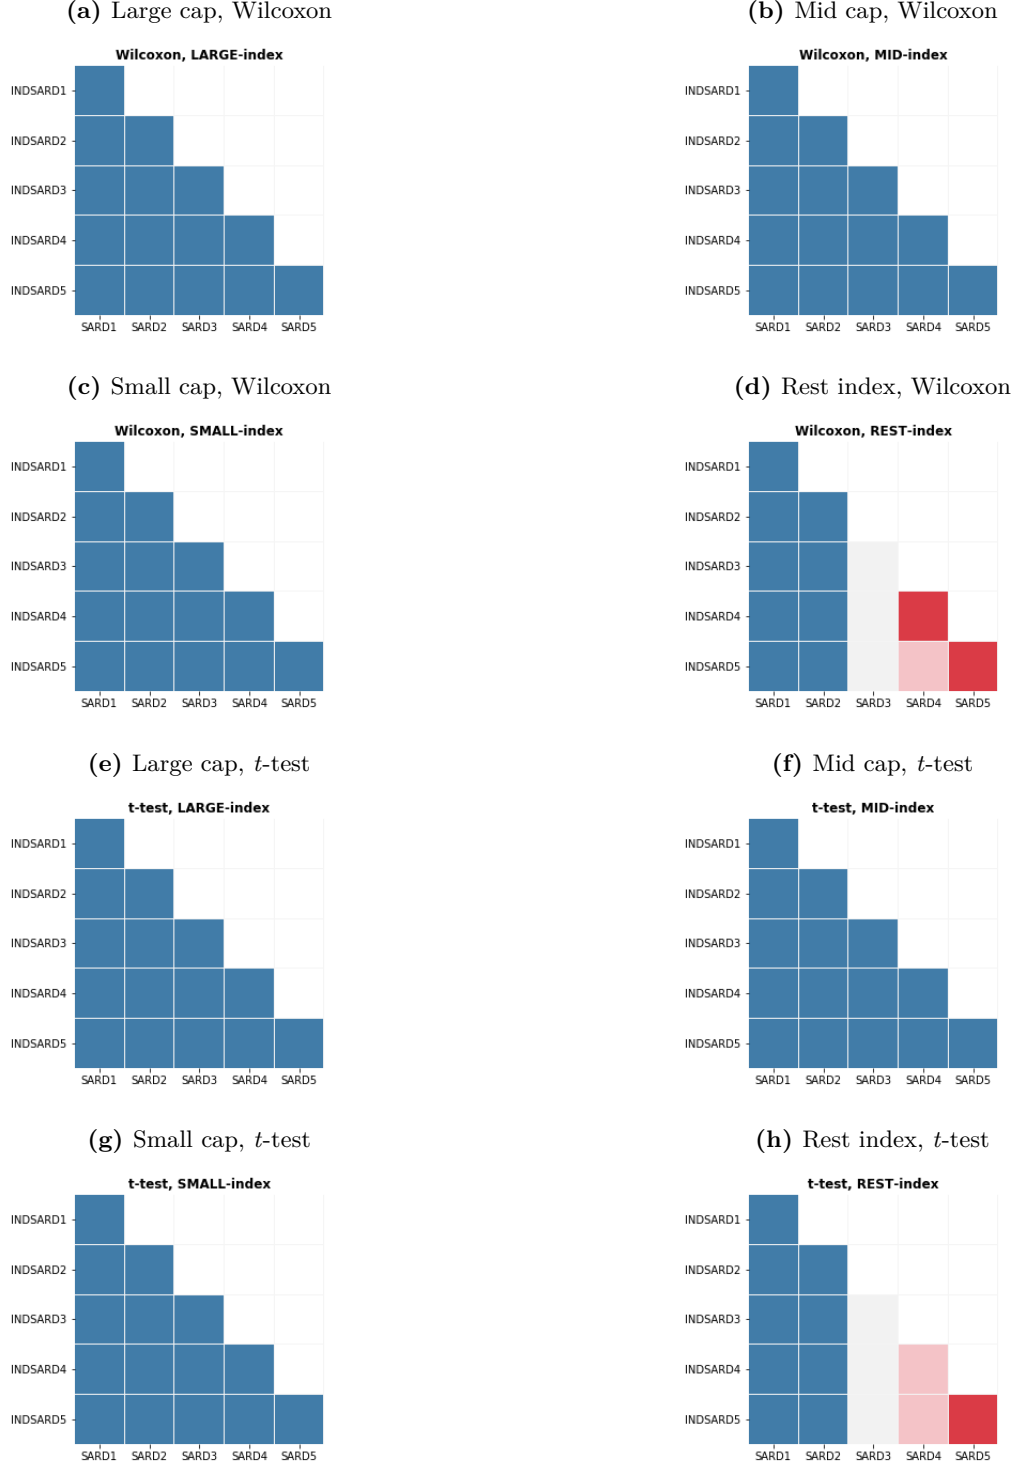 (a) Large cap, Wilcoxon
Wilcoxon, LARGE-index
INDSARD1
INDSARD2
INDSARD3
INDSARD4
INDSARD5
SARD1 SARD2 SARD3 SARD4 SARD5
(b) Mid cap, Wilcoxon
Wilcoxon, MID-index
INDSARD1
INDSARD2
INDSARD3
INDSARD4
INDSARD5
SARD1 SARD2 SARD3 SARD4 SARD5
(c) Small cap, Wilcoxon
Wilcoxon, SMALL-index
INDSARD1
INDSARD2
INDSARD3
INDSARD4
INDSARD5
SARD1 SARD2 SARD3 SARD4 SARD5
(d) Rest index, Wilcoxon
Wilcoxon, REST-index
INDSARD1
INDSARD2
INDSARD3
INDSARD4
INDSARD5
SARD1 SARD2 SARD3 SARD4 SARD5
(e) Large cap, t-test
t-test, LARGE-index
INDSARD1
INDSARD2
INDSARD3
INDSARD4
INDSARD5
SARD1 SARD2 SARD3 SARD4 SARD5
(f) Mid cap, t-test
t-test, MID-index
INDSARD1
INDSARD2
INDSARD3
INDSARD4
INDSARD5
SARD1 SARD2 SARD3 SARD4 SARD5
(g) Small cap, t-test
t-test, SMALL-index
INDSARD1
INDSARD2
INDSARD3
INDSARD4
INDSARD5
SARD1 SARD2 SARD3 SARD4 SARD5
(h) Rest index, t-test
t-test, REST-index
INDSARD1
INDSARD2
INDSARD3
INDSARD4
INDSARD5
SARD1 SARD2 SARD3 SARD4 SARD5